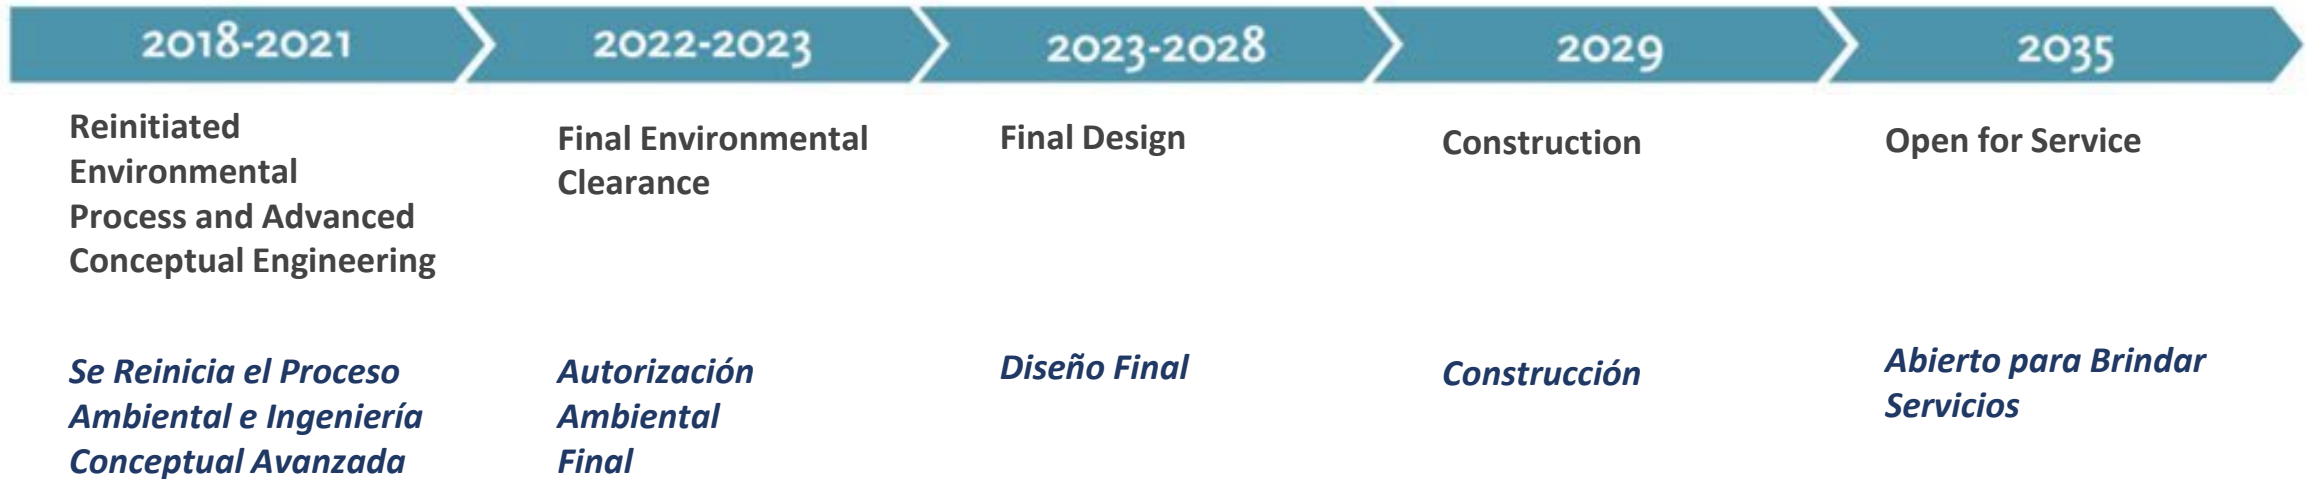 2018-2021
2022-2023
2023-2028
2029
2035
Reinitiated
Environmental
Process and Advanced
Conceptual Engineering
Final Environmental
Clearance
Final Design
Construction
Open for Service
Se Reinicia el Proceso
Ambiental e Ingeniería
Conceptual Avanzada
Autorización
Ambiental
Final
Diseño Final
Construcción
Abierto para Brindar
Servicios